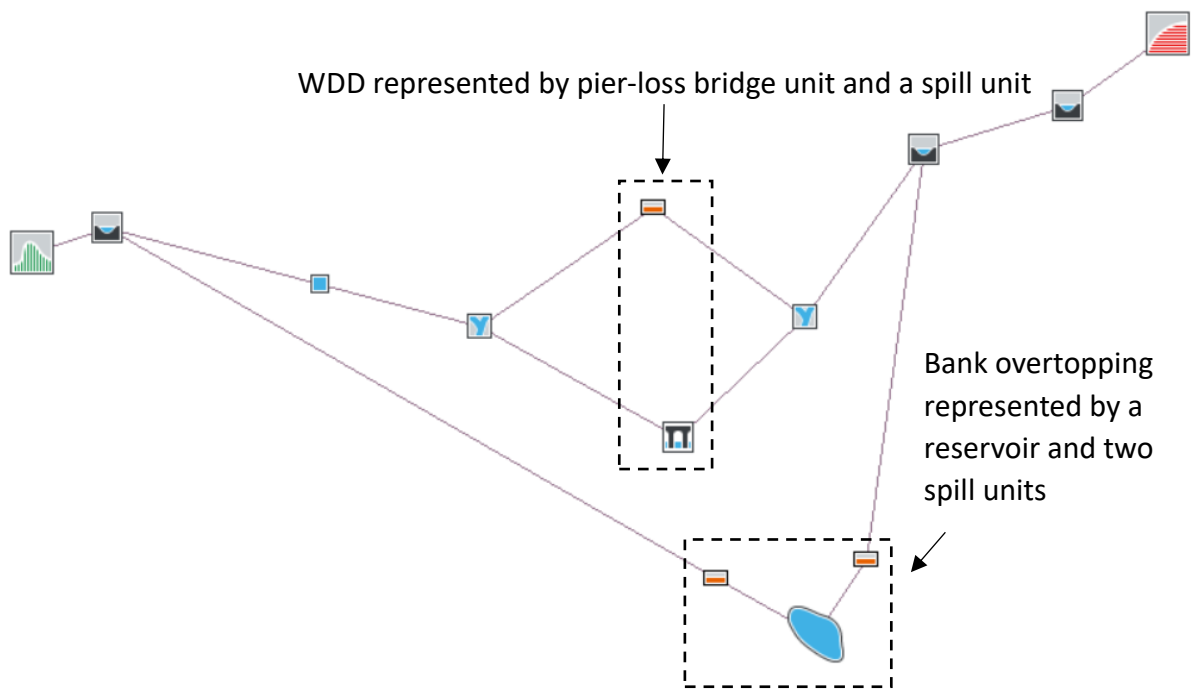 WDD represented by pier-loss bridge unit and a spill unit
Bank overtopping
represented by a
reservoir and two
spill units